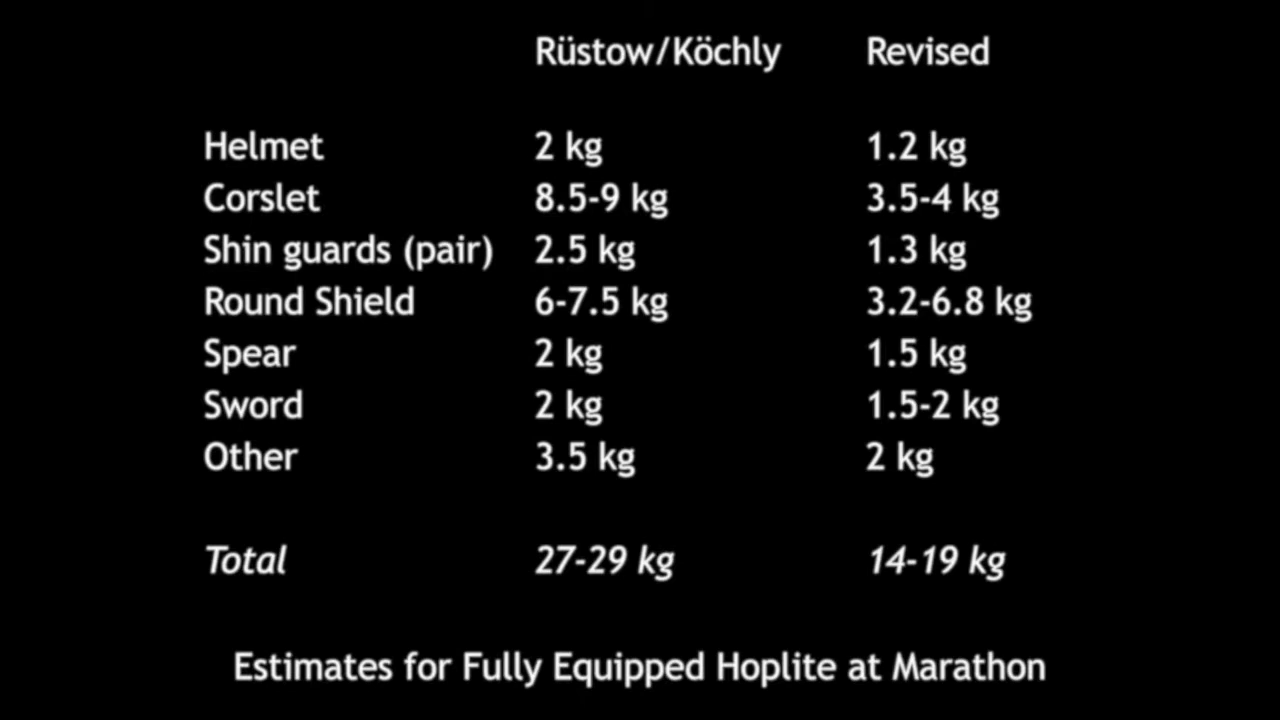 Rüstow/Köchly Revised
Helmet 2 kg 1.2 kg
Corslet 8.5-9 kg 3.5-4 kg
Shin guards (pair) 2.5 kg 1.3 kg
Round Shield 6-7.5 kg 3.2-6.8 kg
Spear 2 kg 1.5 kg
Sword 2 kg 1.5-2 kg
Other 3.5 kg 2 kg
Total 27-29 kg 14-19 kg
Estimates for Fully Equipped Hoplite at Marathon